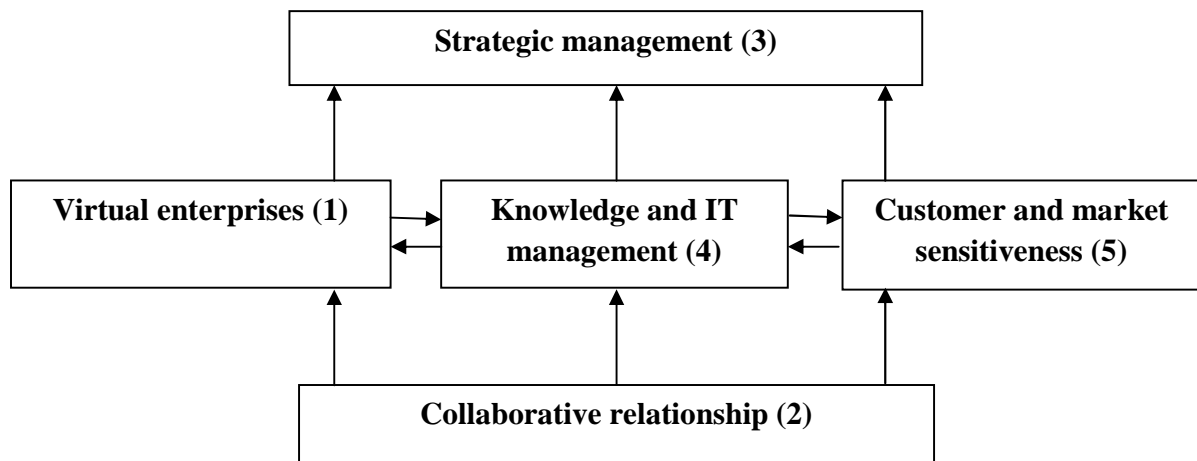 Strategic management (3)
Virtual enterprises (1)
Knowledge and IT
management (4)
Customer and market
sensitiveness (5)
Collaborative relationship (2)